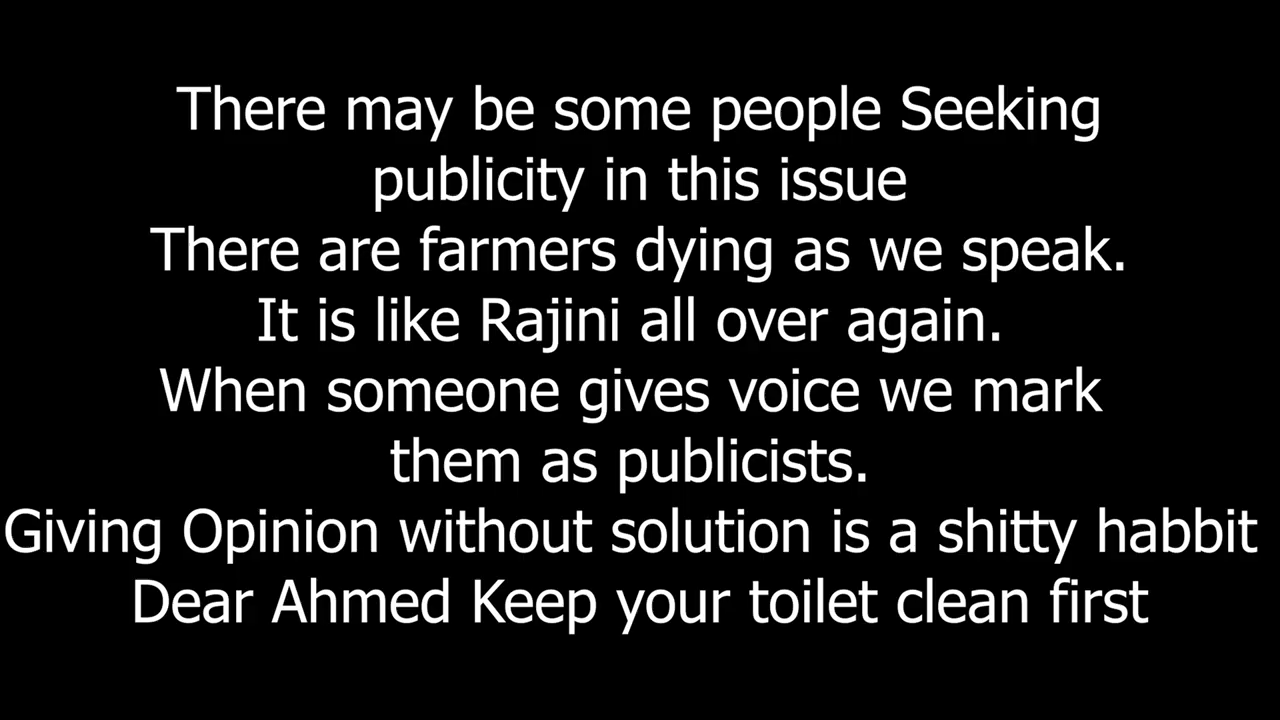 There may be some people Seeking
publicity in this issue
There are farmers dying as we speak.
It is like Rajini all over again.
When someone gives voice we mark
them as publicists.
Giving Opinion without solution is a shitty habbit
Dear Ahmed Keep your toilet clean first